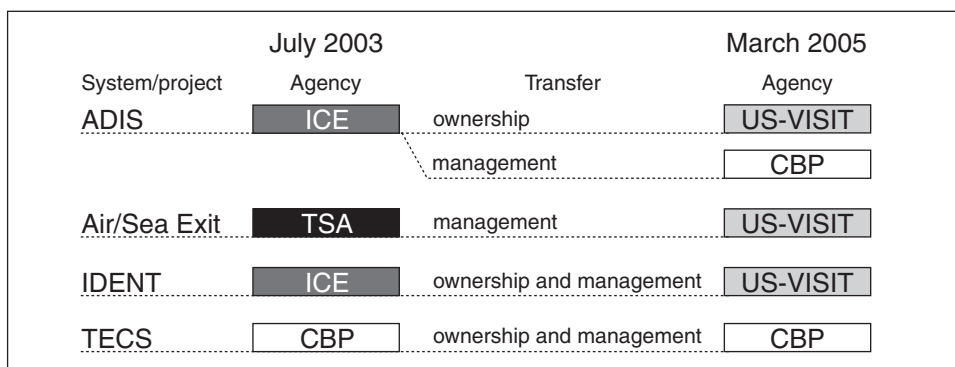 July 2003 March 2005
System/project Agency Transfer Agency
ADIS ICE ownership US-VISIT
management CBP
Air/Sea Exit TSA management US-VISIT
IDENT ICE ownership and management US-VISIT
TECS CBP ownership and management CBP